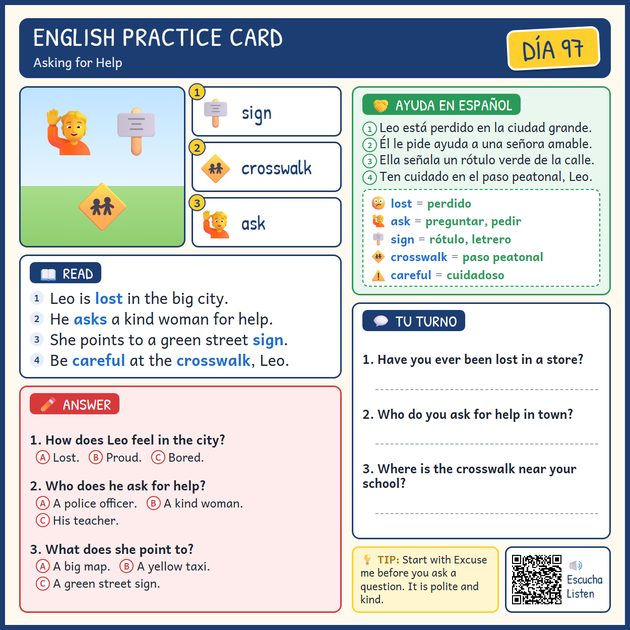 ENGLISH PRACTICE CARD
Asking for Help
DÍA 97
1 sign
2 crosswalk
3 ask
READ
1 Leo is lost in the big city.
2 He asks a kind woman for help.
3 She points to a green street sign.
4 Be careful at the crosswalk, Leo.
ANSWER
1. How does Leo feel in the city?
A Lost. B Proud. C Bored.
2. Who does he ask for help?
A A police officer. B A kind woman.
C His teacher.
3. What does she point to?
A A big map. B A yellow taxi.
C A green street sign.
AYUDA EN ESPAÑOL
1 Leo está perdido en la ciudad grande.
2 Él le pide ayuda a una señora amable.
3 Ella señala un rótulo verde de la calle.
4 Ten cuidado en el paso peatonal, Leo.
lost = perdido
ask = preguntar, pedir
sign = rótulo, letrero
crosswalk = paso peatonal
careful = cuidadoso
TU TURNO
1. Have you ever been lost in a store?
2. Who do you ask for help in town?
3. Where is the crosswalk near your
school?
TIP: Start with Excuse
me before you ask a
question. It is polite and
kind.
Escucha
Listen